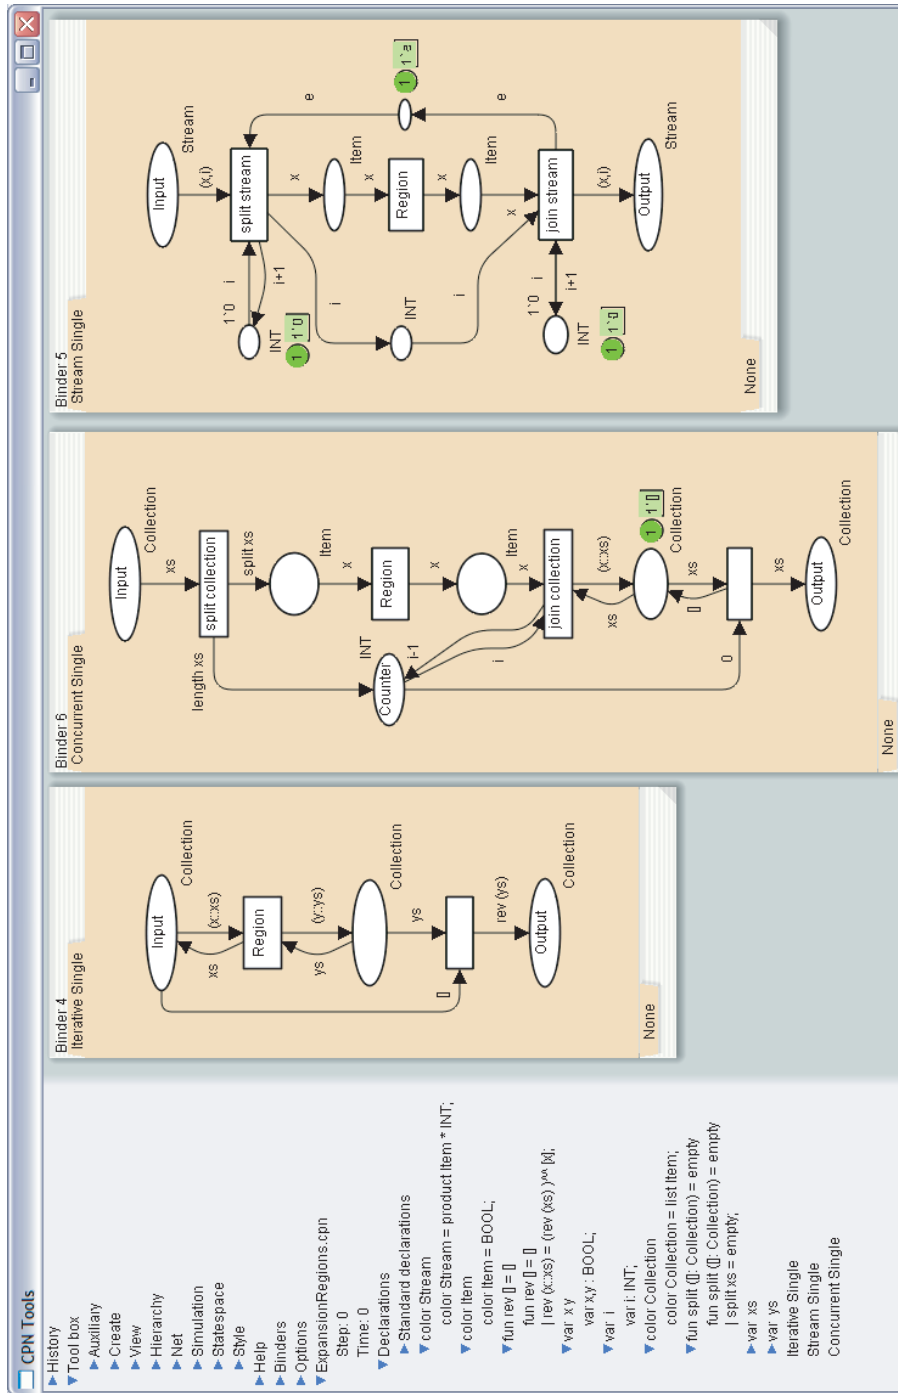 CPN Tools
History
Tool box
Auxiliary
Create
View
Hierarchy
Net
Simulation
Statespace
Style
Help
Binders
Options
ExpansionRegions.cpn
Step: 0
Time: 0
Declarations
Standard declarations
color Stream
color Stream = product Item * INT;
color Item
color Item = BOOL;
fun rev [] = []
fun rev [] = []
| rev (x::xs) = (rev (xs) )^^ [x];
var x y
var x,y : BOOL;
var i
var i: INT;
color Collection
color Collection = list Item;
fun split ([]: Collection) = empty
fun split ([]: Collection) = empty
| split xs = empty;
var xs
var ys
Iterative Single
Stream Single
Concurrent Single
Binder 4
Iterative Single
Input
Collection
xs
(x::xs)
Region
ys
(y::ys)
Collection
[]
ys
rev (ys)
Output
Collection
None
Binder 6
Concurrent Single
Input
Collection
xs
split collection
length xs
split xs
Item
INT
Counter
x
Region
x
Item
i-1
i
x
join collection
xs
(x::xs)
1
1`[]
Collection
[]
xs
0
xs
Output
Collection
None
Binder 5
Stream Single
Input
Stream
(x,i)
1`0
i
split stream
e
INT
1
1`0
i+1
x
Item
i
x
Region
1
1`a
INT
x
Item
i
x
e
1`0
i
i+1
join stream
INT
1
1`0
(x,i)
Output
Stream
None